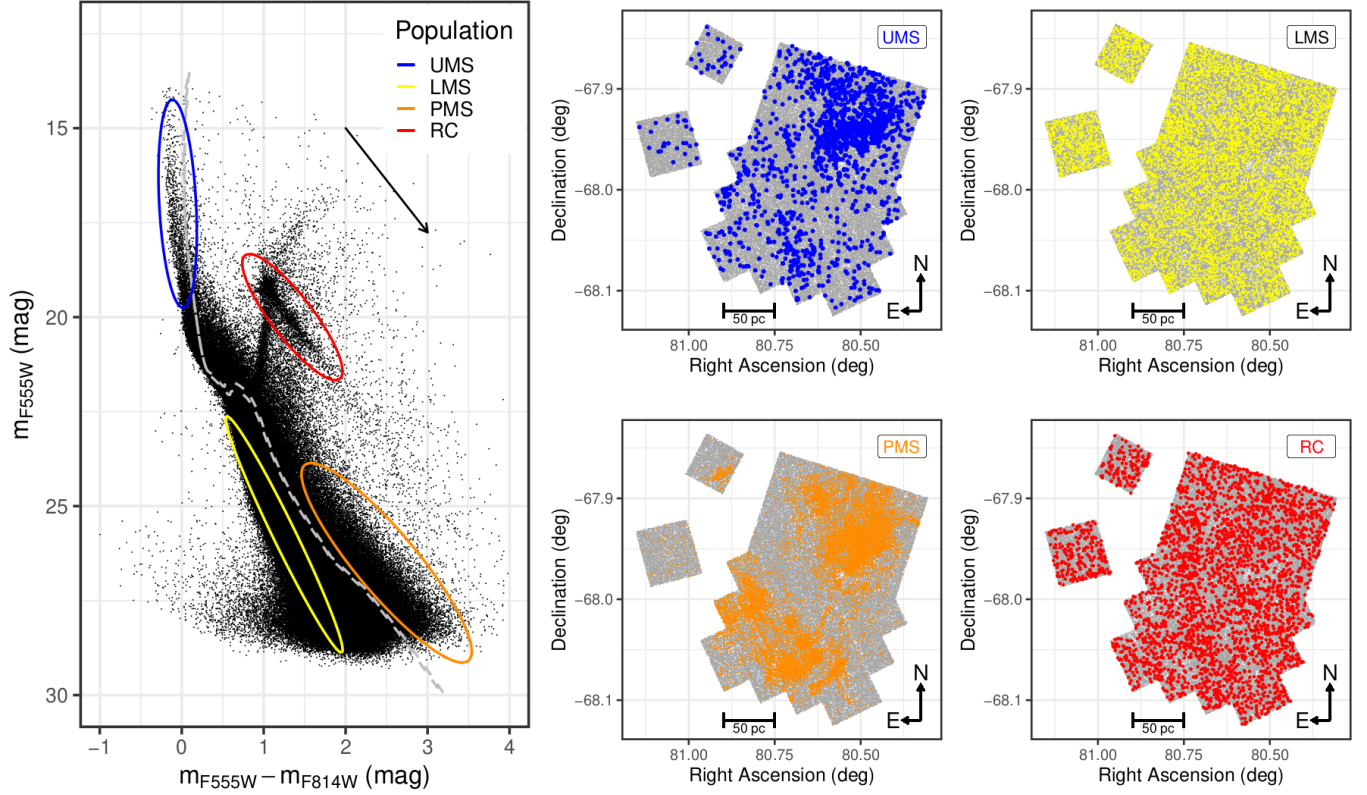 Population
UMS
LMS
PMS
RC
15
20
25
30
−1
0
1
2
3
4
m_F555W (mag)
m_F555W − m_F814W (mag)
UMS
−67.9
−68.0
−68.1
Declination (deg)
N
E
50 pc
81.00
80.75
80.50
Right Ascension (deg)
LMS
−67.9
−68.0
−68.1
Declination (deg)
N
E
50 pc
81.00
80.75
80.50
Right Ascension (deg)
PMS
−67.9
−68.0
−68.1
Declination (deg)
N
E
50 pc
81.00
80.75
80.50
Right Ascension (deg)
RC
−67.9
−68.0
−68.1
Declination (deg)
N
E
50 pc
81.00
80.75
80.50
Right Ascension (deg)